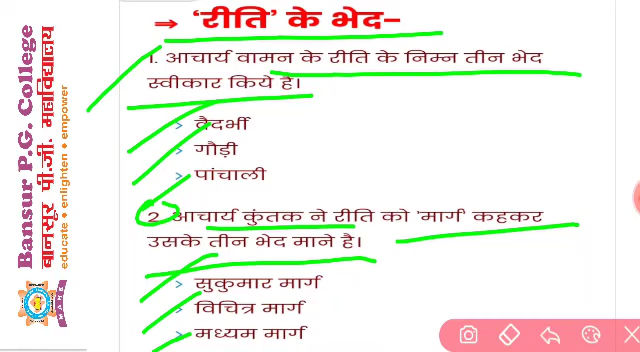 → ‘रीति’ के भेद–
1. आचार्य वामन के रीति के निम्न तीन भेद
स्वीकार किये है।
> वैदर्भी
> गौड़ी
> पांचाली
2. आचार्य कुंतक ने रीति को 'मार्ग' कहकर
उसके तीन भेद माने है।
> सुकुमार मार्ग
> विचित्र मार्ग
> मध्यम मार्ग
Bansur P.G. College
बानसूर पी.जी. महाविद्यालय
educate • enlighten • empower